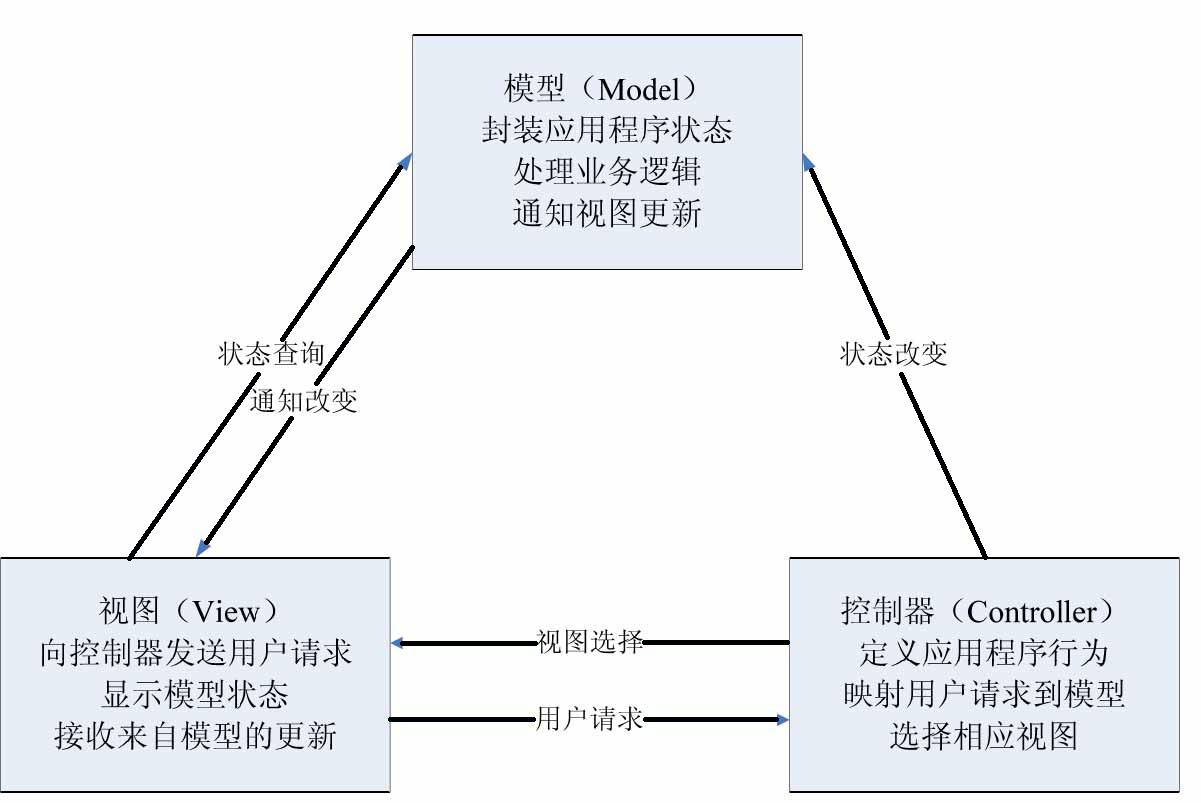 模型（Model）
封装应用程序状态
处理业务逻辑
通知视图更新
状态查询
状态改变
通知改变
视图（View）
向控制器发送用户请求
显示模型状态
接收来自模型的更新
视图选择
用户请求
控制器（Controller）
定义应用程序行为
映射用户请求到模型
选择相应视图